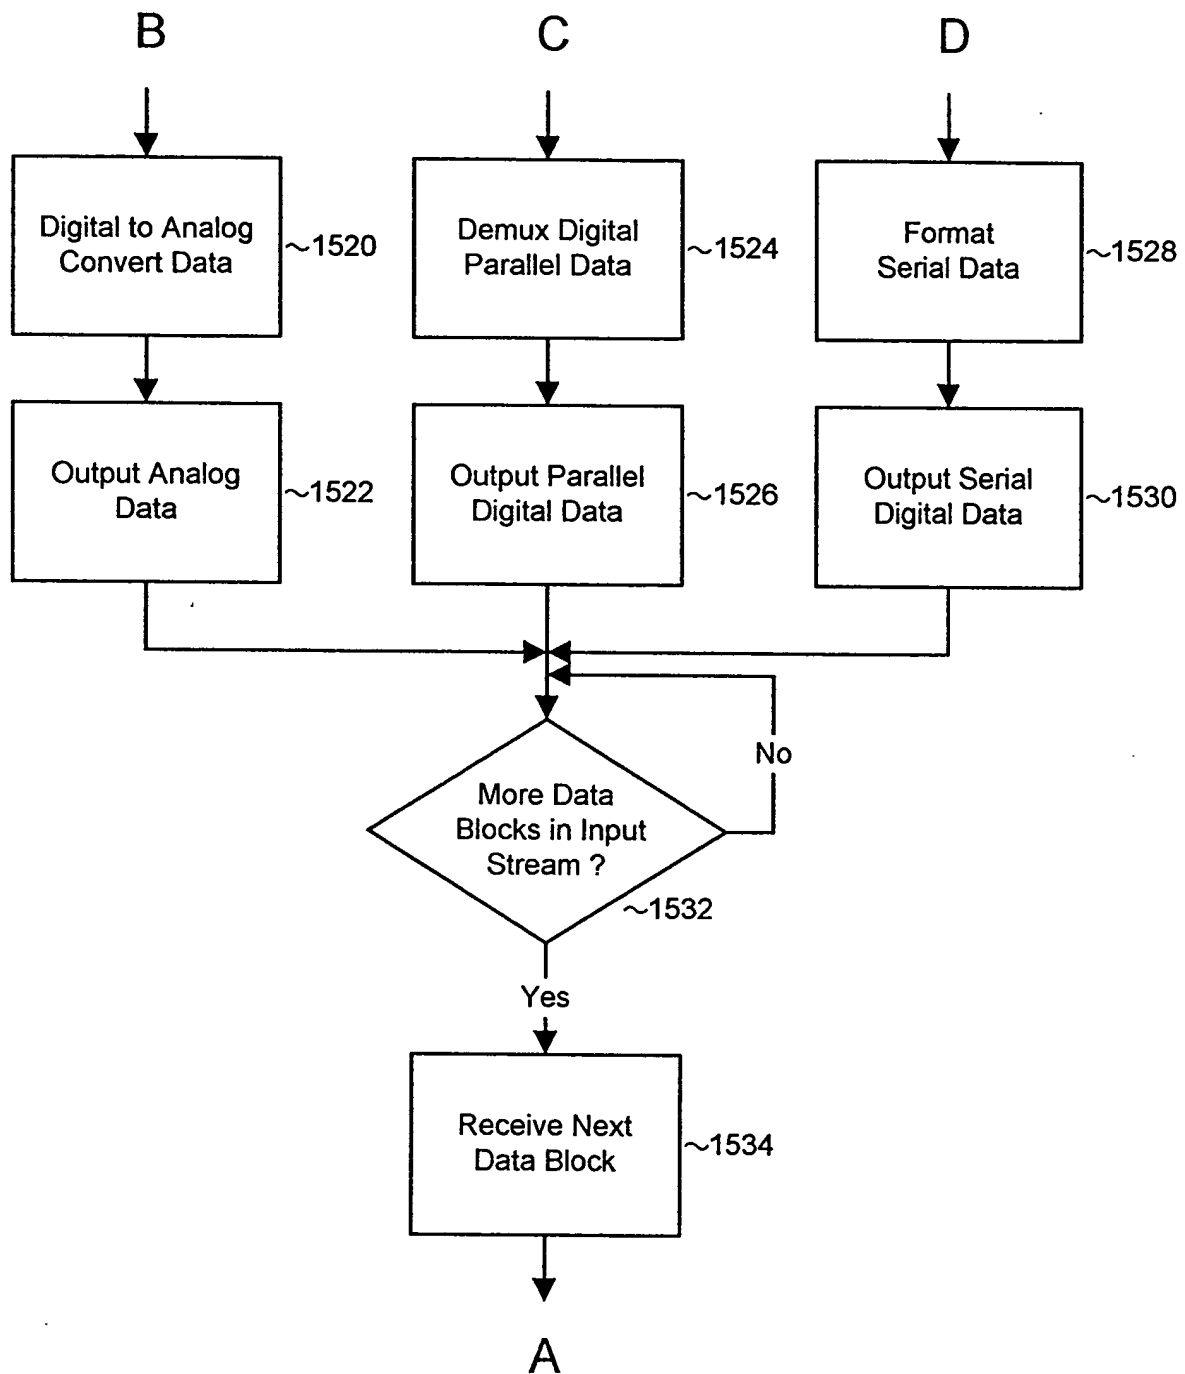 B
C
D
Digital to Analog
Convert Data
~1520
Demux Digital
Parallel Data
~1524
Format
Serial Data
~1528
Output Analog
Data
~1522
Output Parallel
Digital Data
~1526
Output Serial
Digital Data
~1530
No
More Data
Blocks in Input
Stream ?
~1532
Yes
Receive Next
Data Block
~1534
A